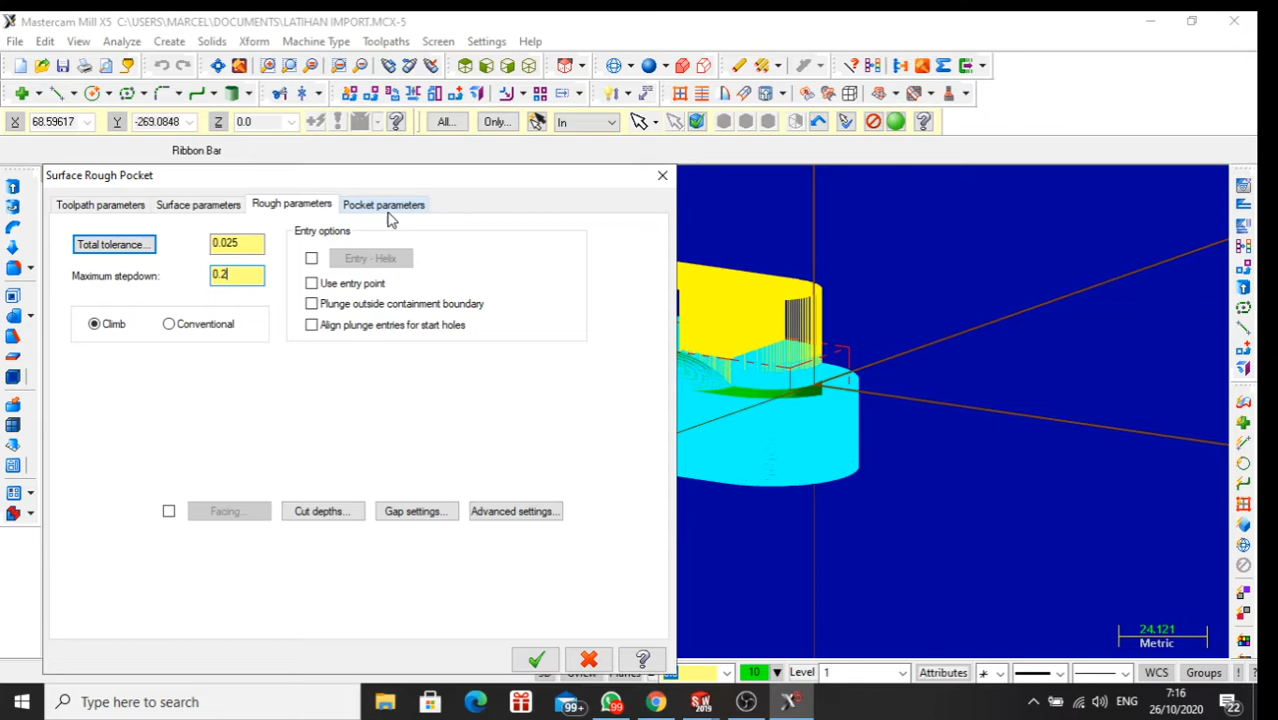 Mastercam Mill X5 C:\USERS\MARCEL\DOCUMENTS\LATIHAN IMPORT.MCX-5
File Edit View Analyze Create Solids Xform Machine Type Toolpaths Screen Settings Help
X 68.59617 Y -269.0848 Z 0.0 All... Only... In
Ribbon Bar
Surface Rough Pocket
Toolpath parameters Surface parameters Rough parameters Pocket parameters
Total tolerance... 0.025
Maximum stepdown: 0.2
Climb Conventional
Entry options
Entry - Helix
Use entry point
Plunge outside containment boundary
Align plunge entries for start holes
Facing... Cut depths... Gap settings... Advanced settings...
24.121
Metric
10 Level 1 Attributes WCS Groups
Type here to search
99+ 99 2019
ENG
7:16
26/10/2020
22